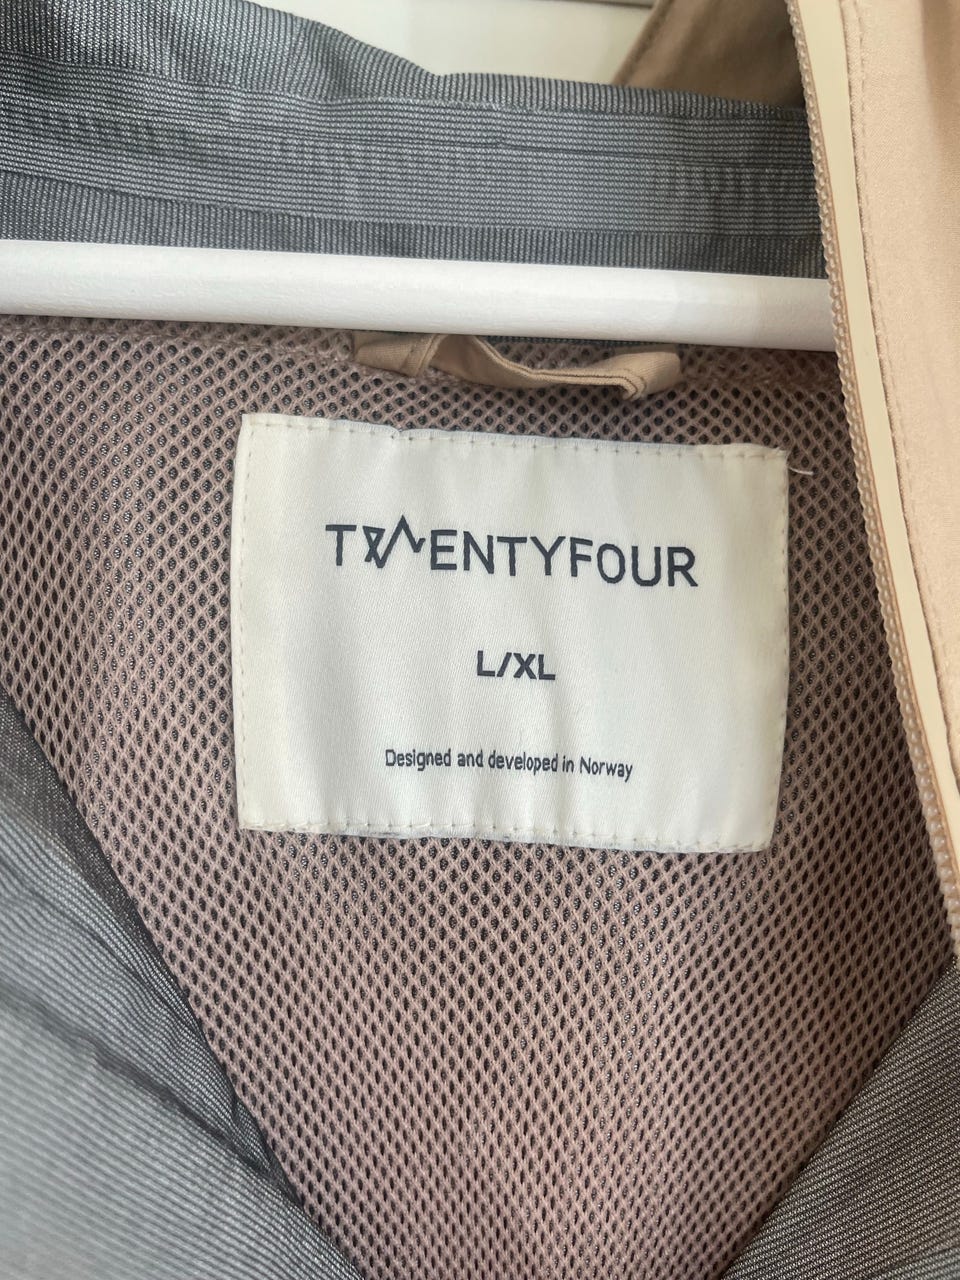 TWENTYFOUR
L/XL
Designed and developed in Norway